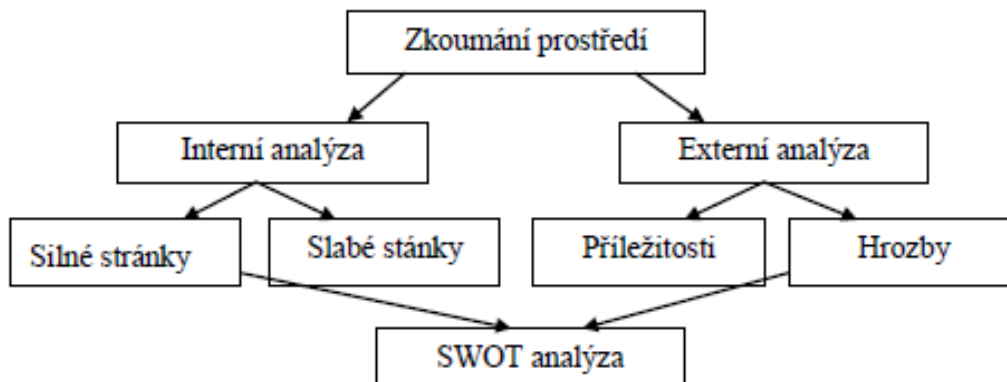 Zkoumání prostředí
Interní analýza
Externí analýza
Silné stránky
Slabé stánky
Příležitosti
Hrozby
SWOT analýza